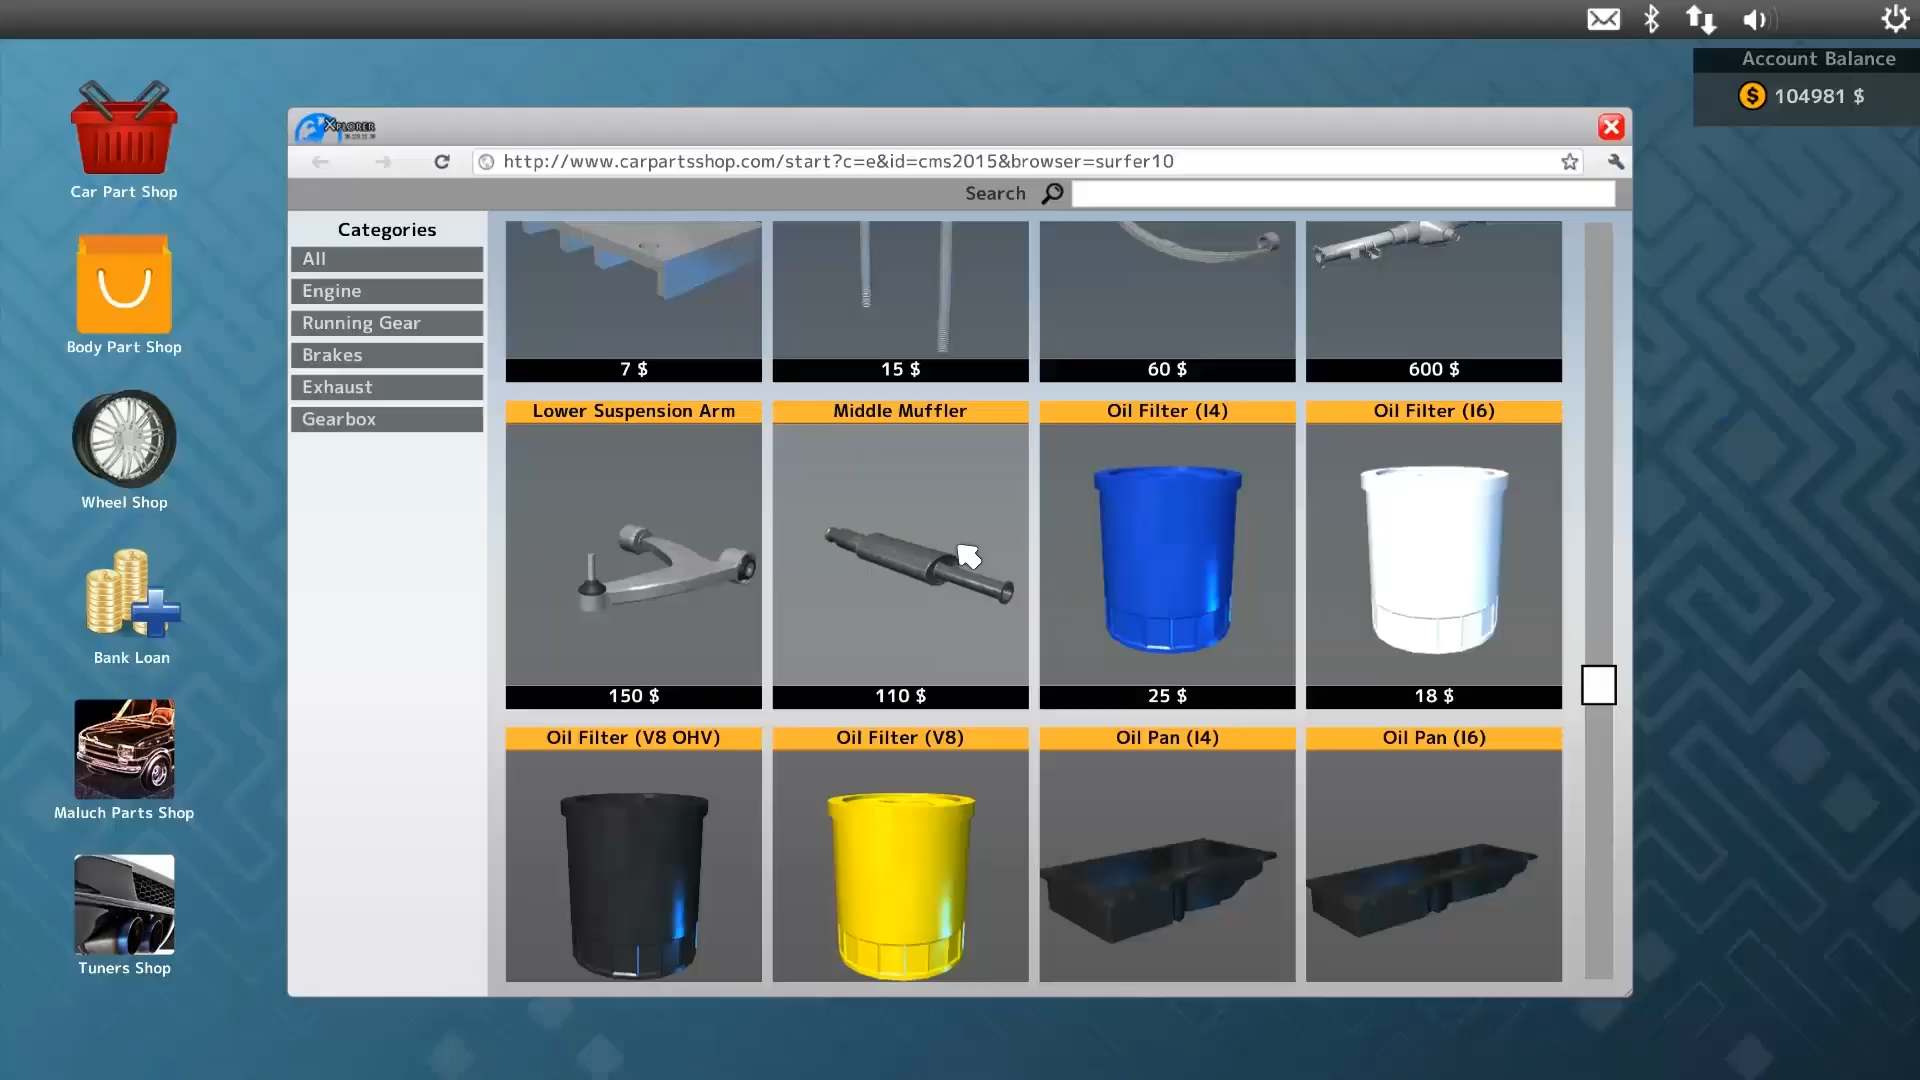 Account Balance
104981 $
Car Part Shop
Body Part Shop
Wheel Shop
Bank Loan
Maluch Parts Shop
Tuners Shop
XPLORER
http://www.carpartsshop.com/start?c=e&id=cms2015&browser=surfer10
Search
Categories
All
Engine
Running Gear
Brakes
Exhaust
Gearbox
7 $ 15 $ 60 $ 600 $
Lower Suspension Arm Middle Muffler Oil Filter (I4) Oil Filter (I6)
150 $ 110 $ 25 $ 18 $
Oil Filter (V8 OHV) Oil Filter (V8) Oil Pan (I4) Oil Pan (I6)